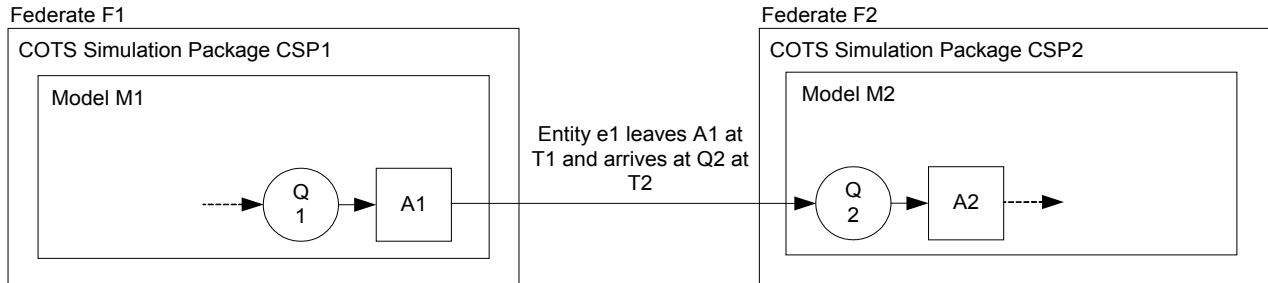 Federate F1
COTS Simulation Package CSP1
Model M1
Q
1
A1
Entity e1 leaves A1 at
T1 and arrives at Q2 at
T2
Federate F2
COTS Simulation Package CSP2
Model M2
Q
2
A2